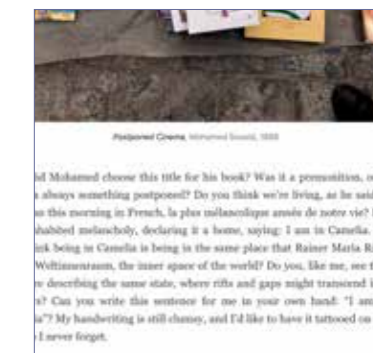 Postponed Cinema, Mohamed Soueid, 1986
id Mohamed choose this title for his book? Was it a premonition, o
always something postponed? Do you think we're living, as he said
this morning in French, la plus mélancolique année de notre vie?
habited melancholy, declaring it a home, saying: I am in Camelia.
ink being in Camelia is being in the same place that Rainer Maria R
Weltinnenraum, the inner space of the world? Do you, like me, see t
e describing the same state, where rifts and gaps might transcend i
s? Can you write this sentence for me in your own hand: "I am
ia"? My handwriting is still clumsy, and I'd like to have it tattooed on
I never forget.